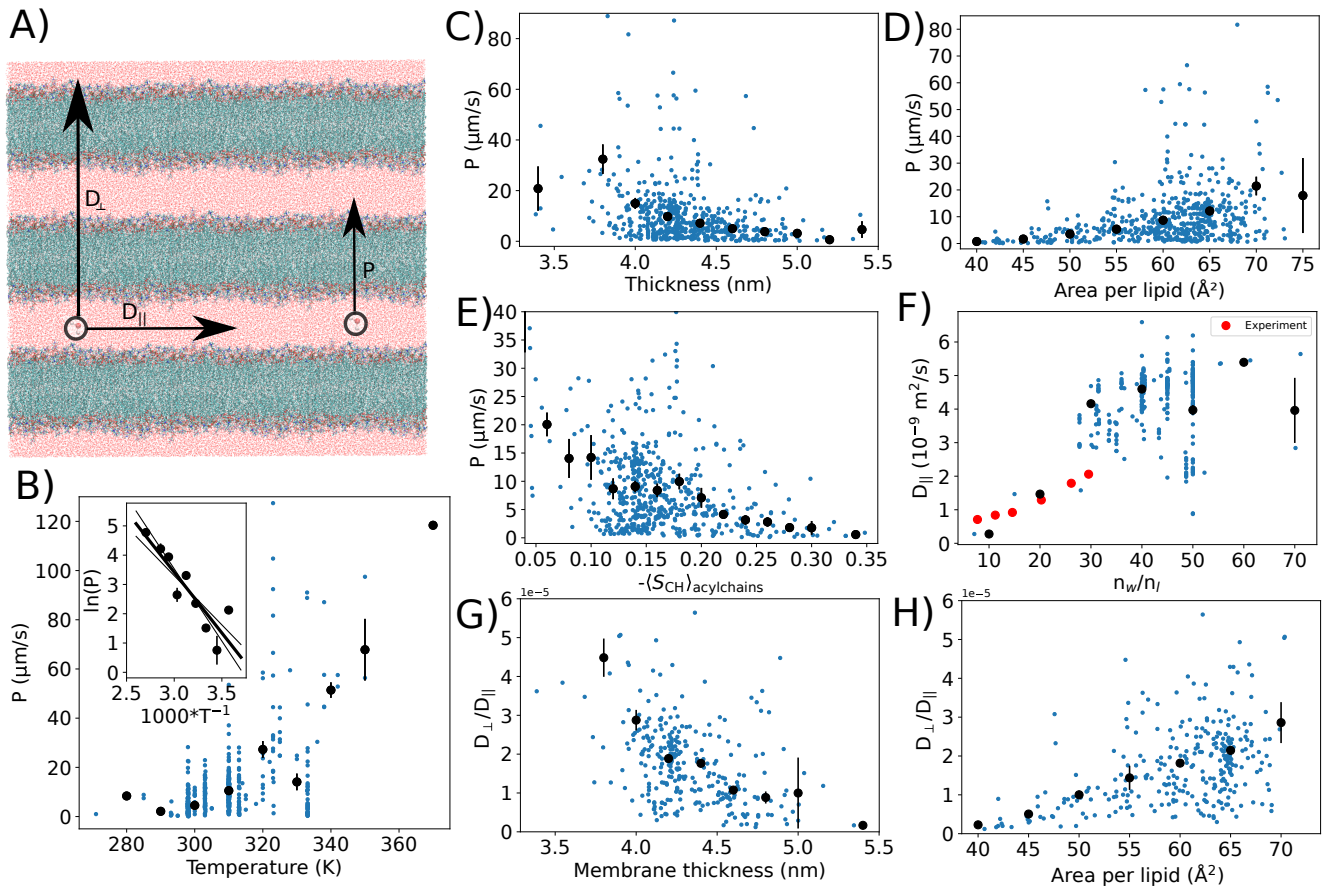 A)
D⊥
D||
P
B)
P (μm/s)
120
100
80
60
40
20
0
280 300 320 340 360
Temperature (K)
ln(P)
5
4
3
2
1
0
2.5 3.0 3.5
1000*T⁻¹
C)
P (μm/s)
80
60
40
20
0
3.5 4.0 4.5 5.0 5.5
Thickness (nm)
D)
P (μm/s)
80
70
60
50
40
30
20
10
0
40 45 50 55 60 65 70 75
Area per lipid (Å²)
E)
P (μm/s)
40
35
30
25
20
15
10
5
0
0.05 0.10 0.15 0.20 0.25 0.30 0.35
-⟨S_CH⟩acylchains
F)
Experiment
D|| (10⁻⁹ m²/s)
6
5
4
3
2
1
0
10 20 30 40 50 60 70
n_w/n_l
G)
1e−5
D⊥/D||
6
5
4
3
2
1
0
3.5 4.0 4.5 5.0 5.5
Membrane thickness (nm)
H)
1e−5
D⊥/D||
6
5
4
3
2
1
0
40 45 50 55 60 65 70
Area per lipid (Å²)